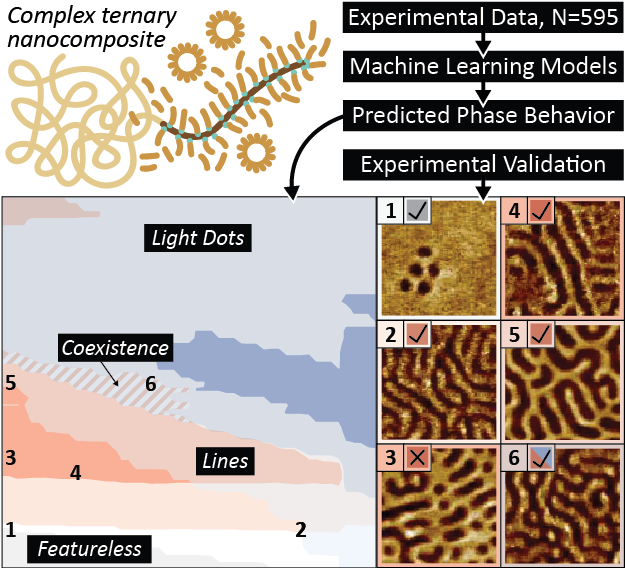 Complex ternary
nanocomposite
Experimental Data, N=595
Machine Learning Models
Predicted Phase Behavior
Experimental Validation
Light Dots
Coexistence
6
5
Lines
3
4
1
2
Featureless
1
4
2
5
3
6